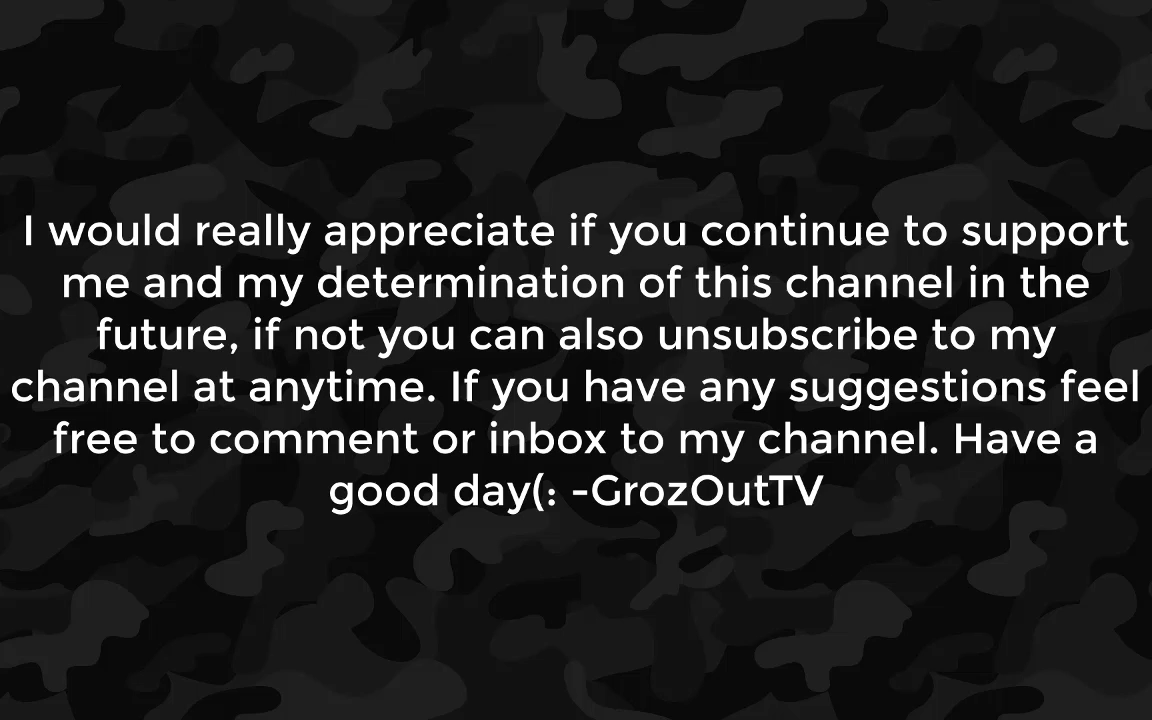 I would really appreciate if you continue to support
me and my determination of this channel in the
future, if not you can also unsubscribe to my
channel at anytime. If you have any suggestions feel
free to comment or inbox to my channel. Have a
good day(: -GrozOutTV